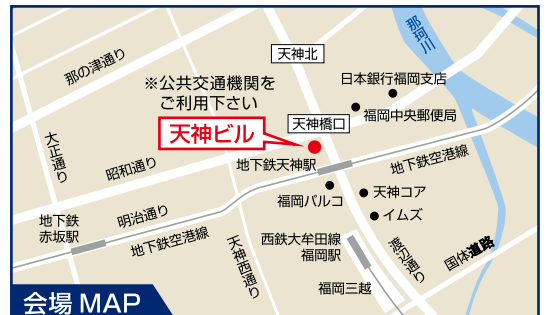 那珂川
天神北
那の津通り
※公共交通機関を
ご利用下さい
日本銀行福岡支店
福岡中央郵便局
天神橋口
天神ビル
大正通り
昭和通り
地下鉄天神駅
地下鉄空港線
福岡パルコ
天神コア
イムズ
地下鉄
赤坂駅
明治通り
地下鉄空港線
天神西通り
西鉄大牟田線
福岡駅
渡辺通り
国体道路
福岡三越
会場 MAP